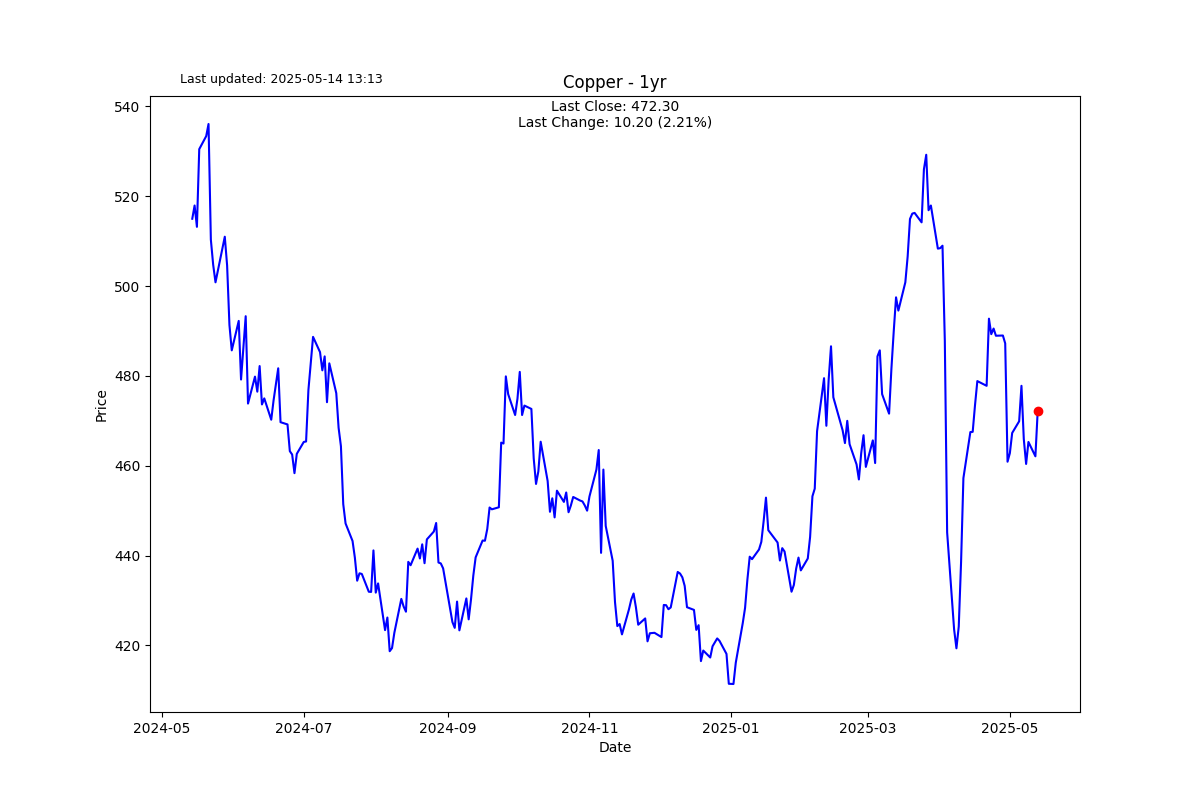 Last updated: 2025-05-14 13:13
Copper - 1yr
Last Close: 472.30
Last Change: 10.20 (2.21%)
Price
540
520
500
480
460
440
420
2024-05
2024-07
2024-09
2024-11
2025-01
2025-03
2025-05
Date